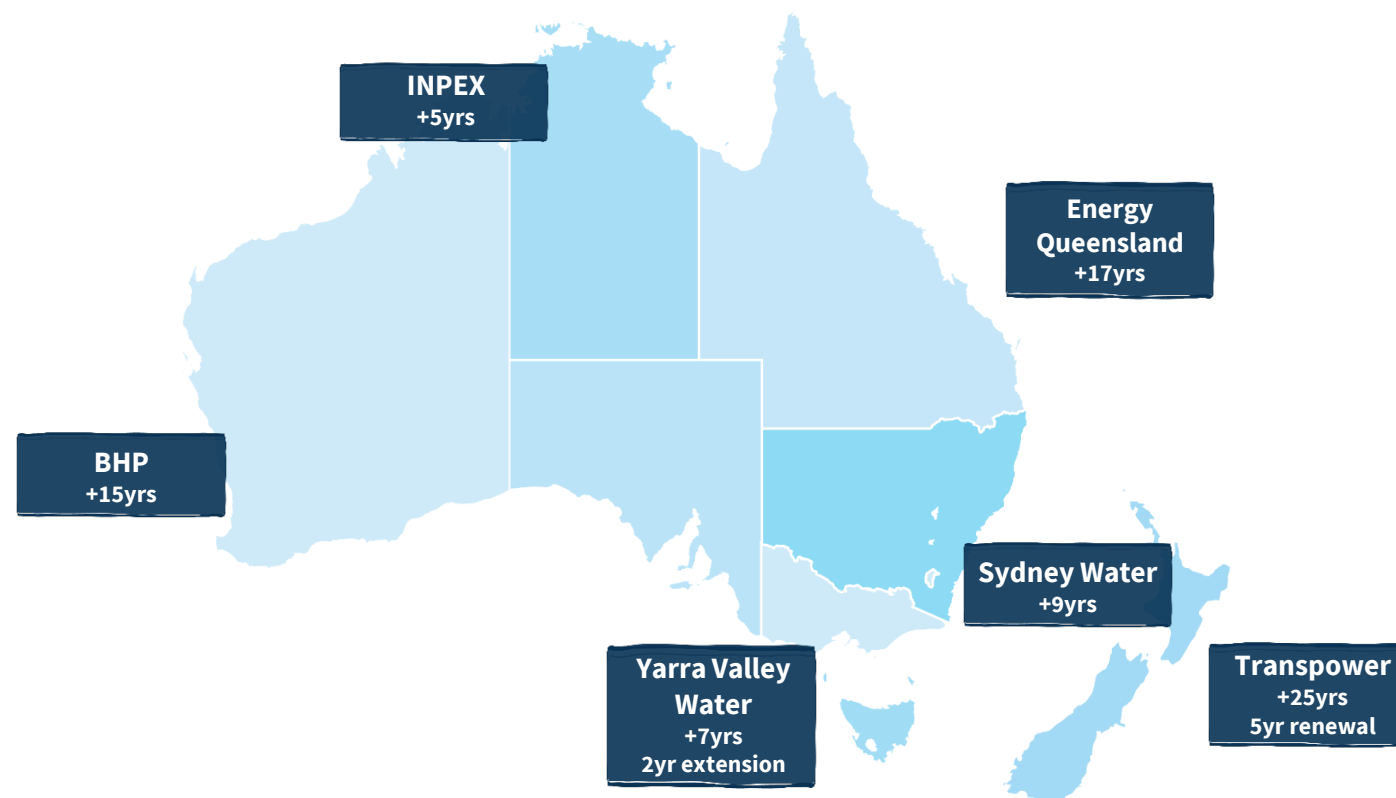 INPEX
+5yrs
Energy
Queensland
+17yrs
BHP
+15yrs
Sydney Water
+9yrs
Yarra Valley
Water
+7yrs
2yr extension
Transpower
+25yrs
5yr renewal